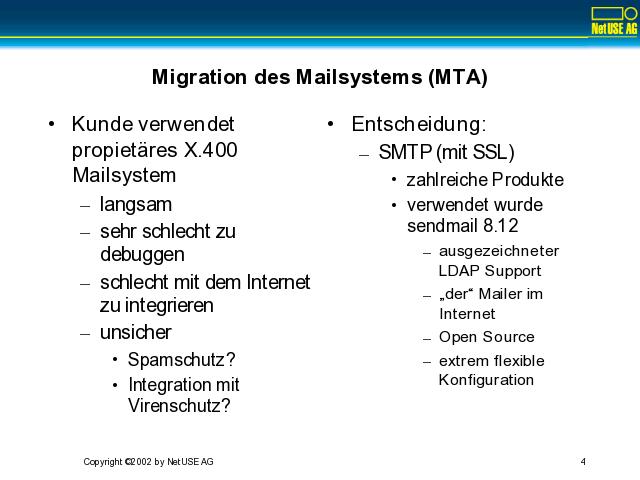 NetUSE AG
Migration des Mailsystems (MTA)
• Kunde verwendet
propietäres X.400
Mailsystem
– langsam
– sehr schlecht zu
debuggen
– schlecht mit dem Internet
zu integrieren
– unsicher
• Spamschutz?
• Integration mit
Virenschutz?
• Entscheidung:
– SMTP (mit SSL)
• zahlreiche Produkte
• verwendet wurde
sendmail 8.12
– ausgezeichneter
LDAP Support
– „der“ Mailer im
Internet
– Open Source
– extrem flexible
Konfiguration
Copyright ©2002 by NetUSE AG
4